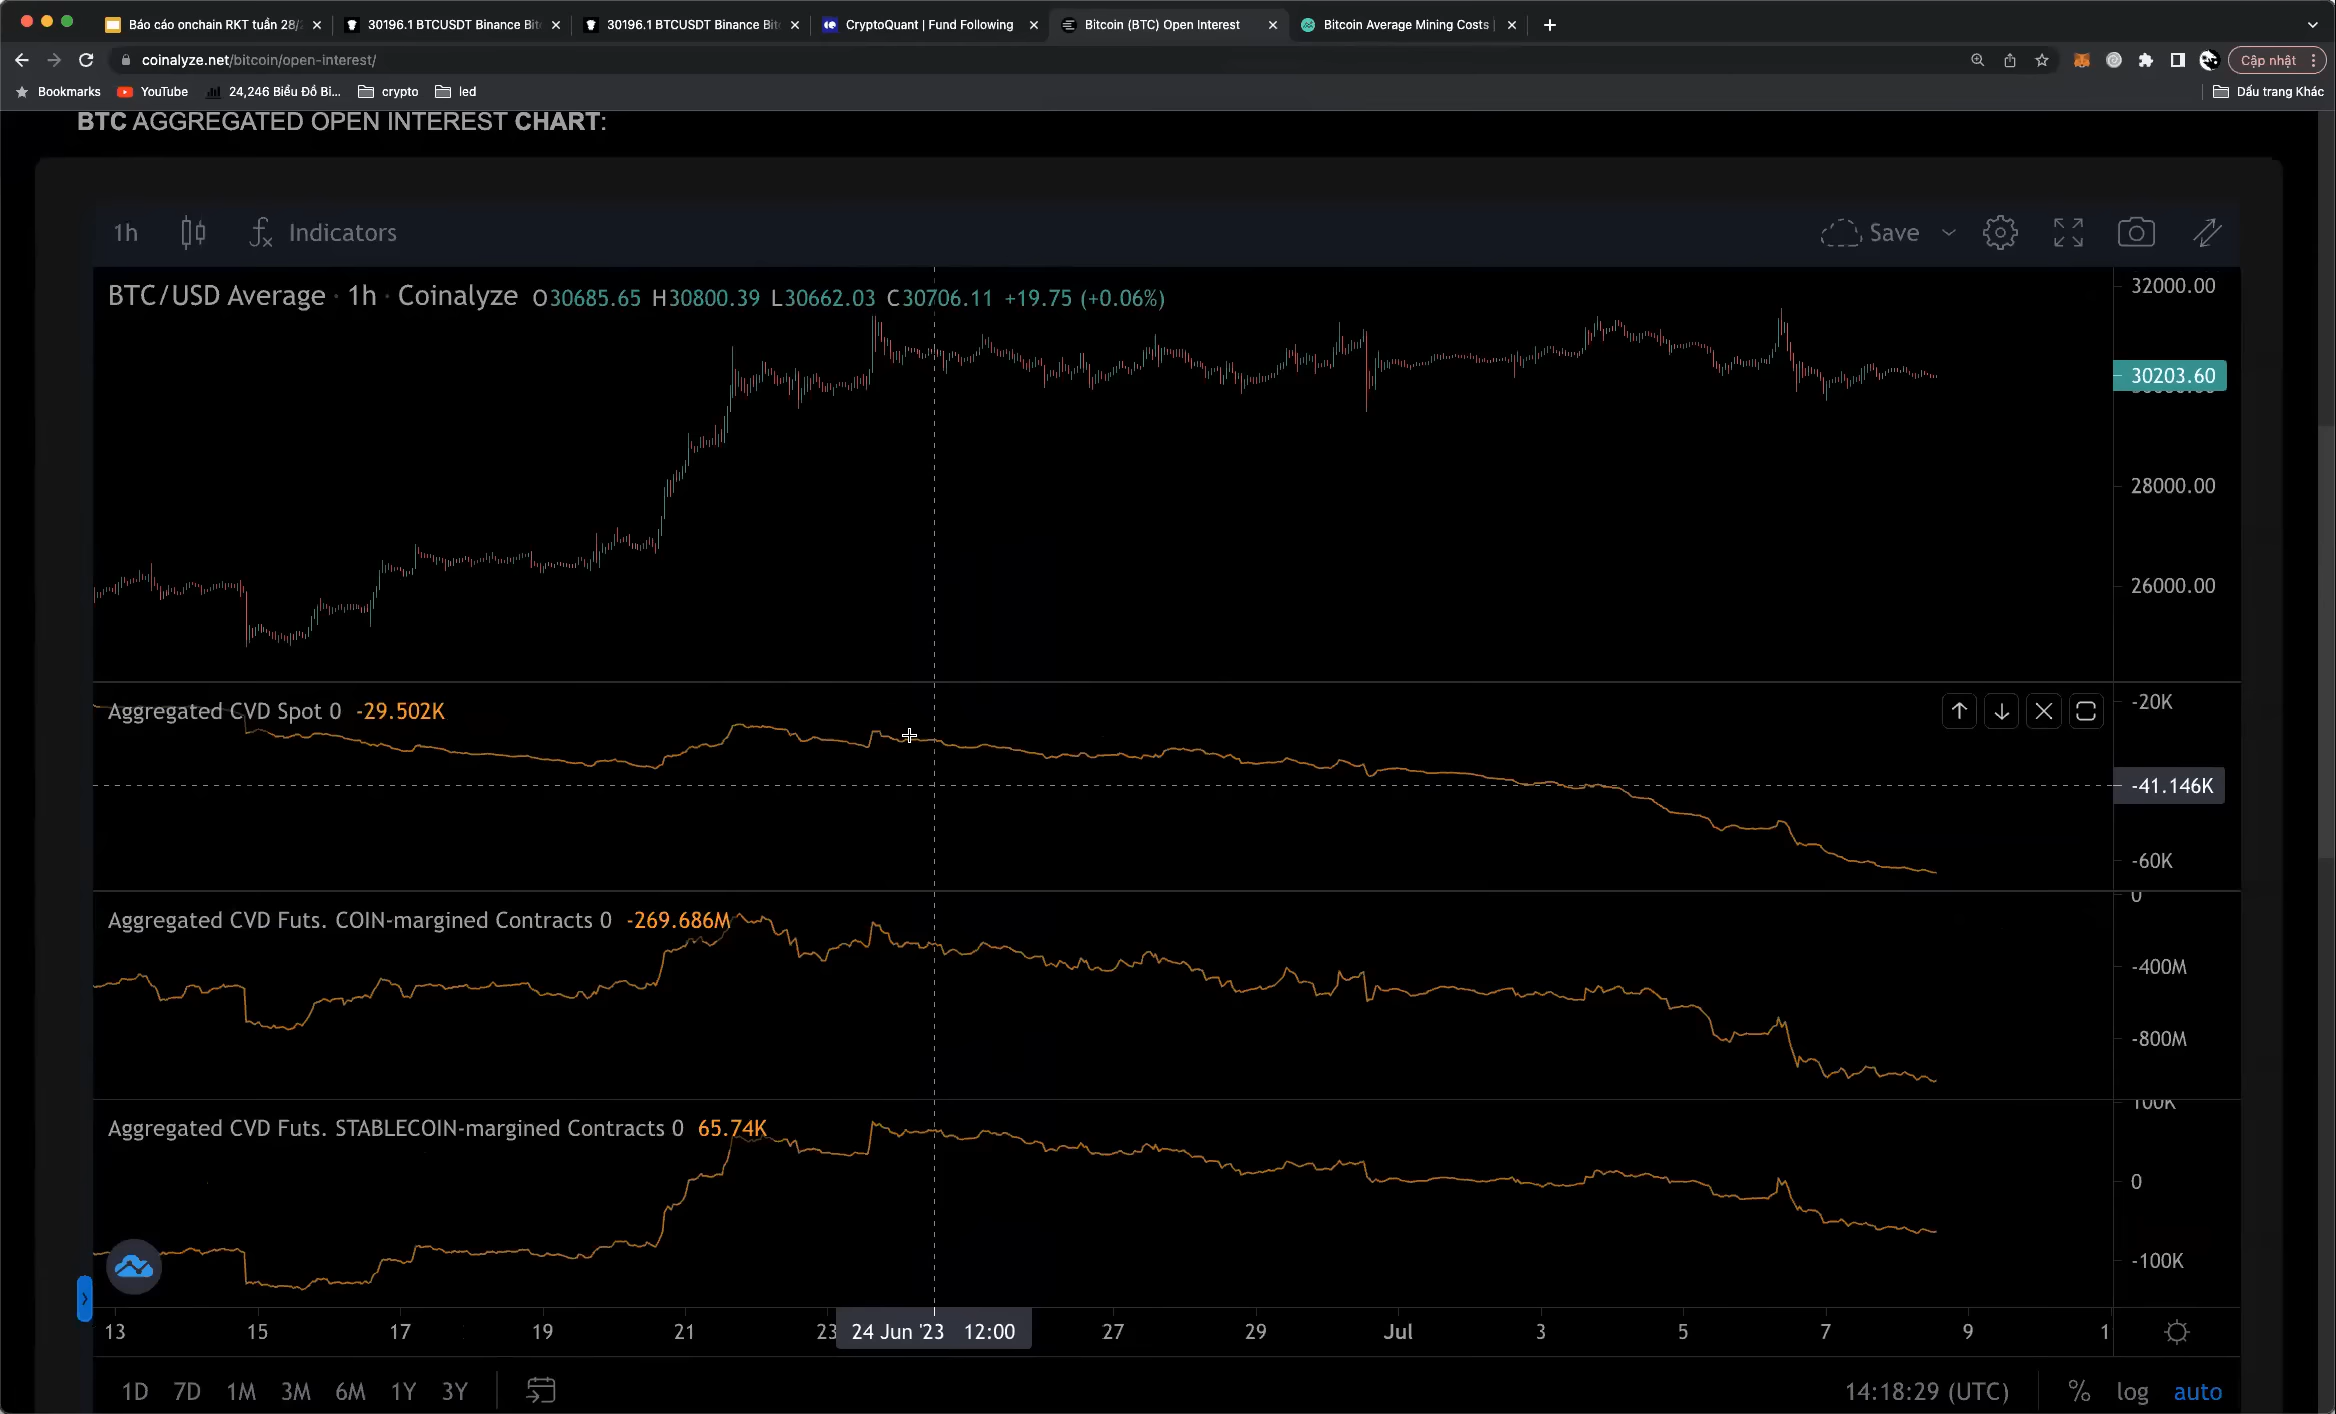 Báo cáo onchain RKT tuần 28/
30196.1 BTCUSDT Binance Bit
30196.1 BTCUSDT Binance Bit
CryptoQuant | Fund Following
Bitcoin (BTC) Open Interest
Bitcoin Average Mining Costs |
coinalyze.net/bitcoin/open-interest/
Cập nhật
Bookmarks
YouTube
24,246 Biểu Đồ Bi...
crypto
led
Dấu trang Khác
BTC AGGREGATED OPEN INTEREST CHART:
1h
Indicators
Save
BTC/USD Average · 1h · Coinalyze O30685.65 H30800.39 L30662.03 C30706.11 +19.75 (+0.06%)
32000.00
30203.60
28000.00
26000.00
Aggregated CVD Spot 0 -29.502K
-20K
-41.146K
-60K
Aggregated CVD Futs. COIN-margined Contracts 0 -269.686M
0
-400M
-800M
Aggregated CVD Futs. STABLECOIN-margined Contracts 0 65.74K
100K
0
-100K
13 15 17 19 21 23 24 Jun '23 12:00 27 29 Jul 3 5 7 9 1
1D 7D 1M 3M 6M 1Y 3Y
14:18:29 (UTC) % log auto